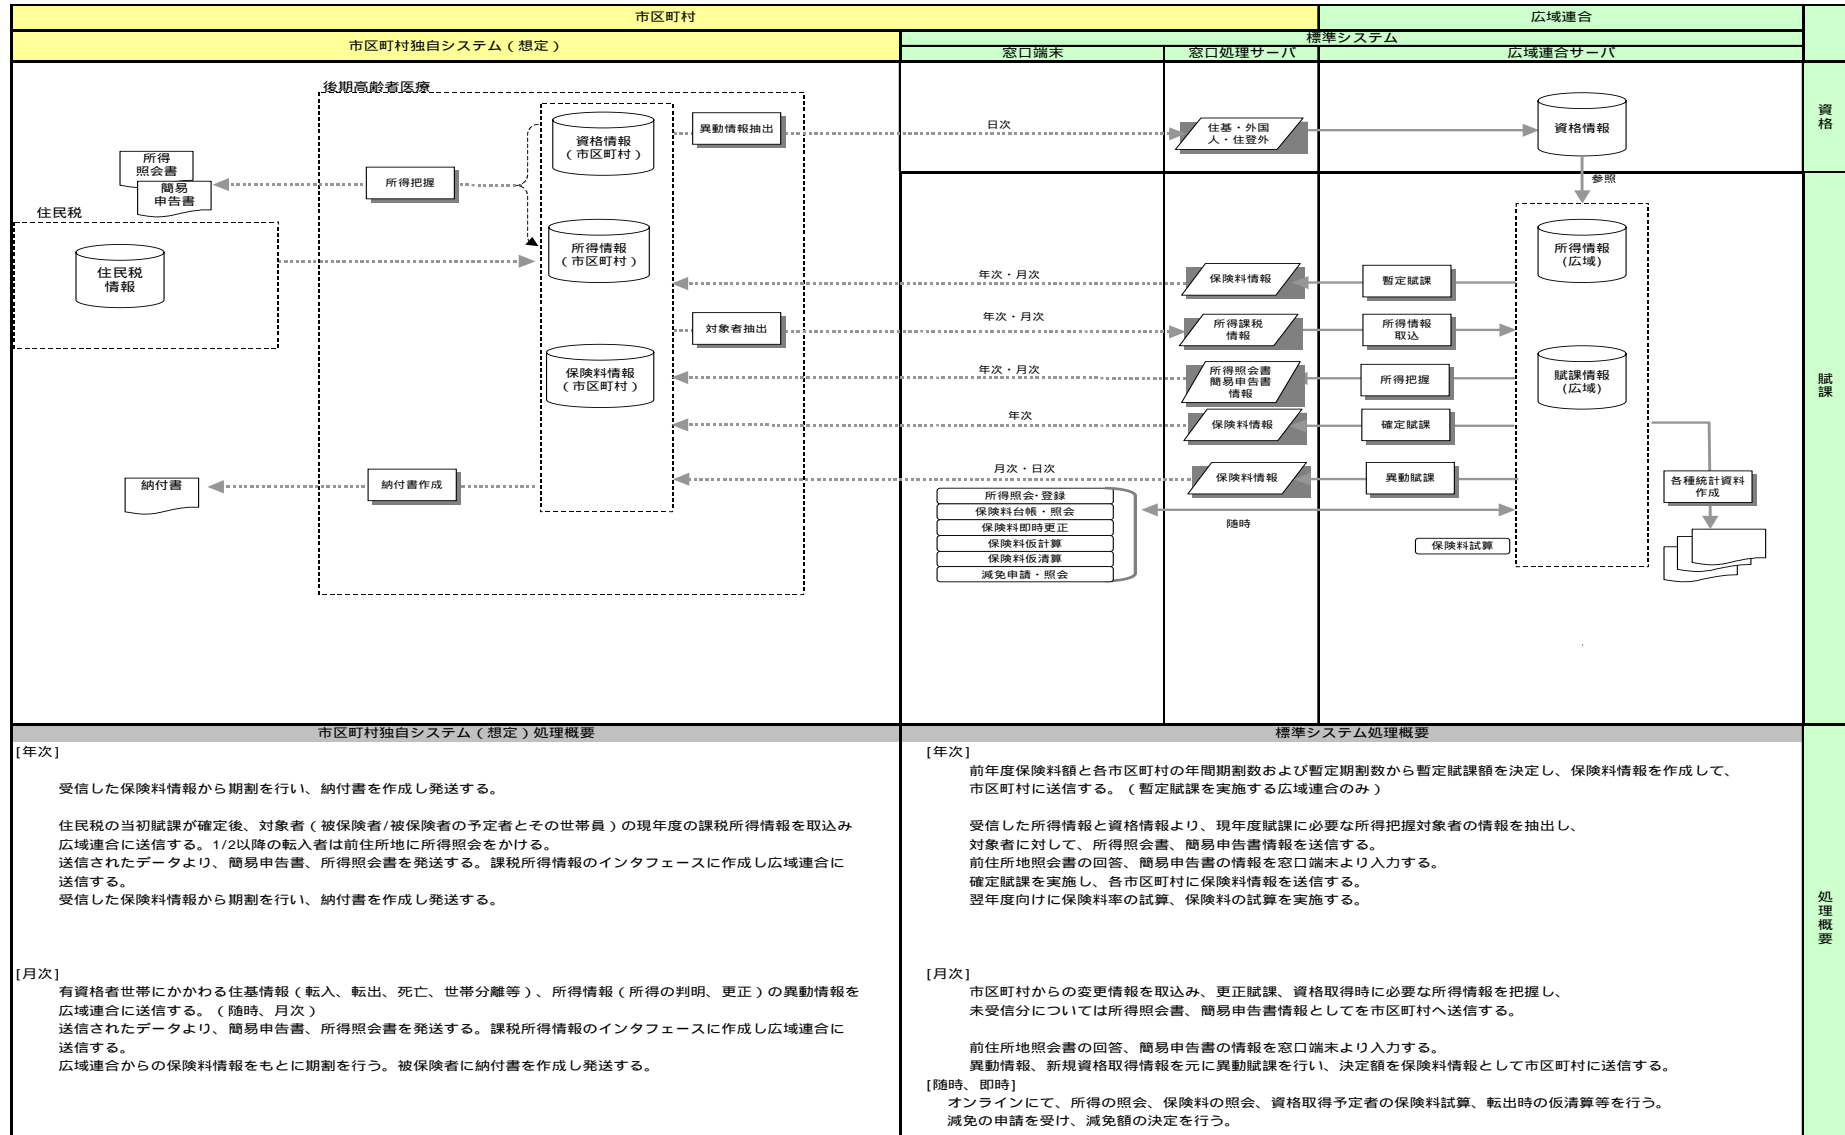 市区町村
広域連合
市区町村独自システム（想定）
標準システム
窓口端末
窓口処理サーバ
広域連合サーバ
資格
後期高齢者医療
資格情報
（市区町村）
異動情報抽出
日次
住基・外国
人・住登外
資格情報
参照
所得
照会書
簡易
申告書
所得把握
住民税
住民税
情報
所得情報
（市区町村）
所得情報
(広域)
年次・月次
保険料情報
暫定賦課
対象者抽出
年次・月次
所得課税
情報
所得情報
取込
保険料情報
（市区町村）
年次・月次
所得照会書
簡易申告書
情報
所得把握
賦課情報
(広域)
賦課
年次
保険料情報
確定賦課
納付書
納付書作成
月次・日次
保険料情報
異動賦課
各種統計資料
作成
所得照会・登録
保険料台帳・照会
保険料即時更正
保険料仮計算
保険料仮清算
減免申請・照会
随時
保険料試算
市区町村独自システム（想定）処理概要
[年次]
受信した保険料情報から期割を行い、納付書を作成し発送する。
住民税の当初賦課が確定後、対象者（被保険者/被保険者の予定者とその世帯員）の現年度の課税所得情報を取込み
広域連合に送信する。1/2以降の転入者は前住所地に所得照会をかける。
送信されたデータより、簡易申告書、所得照会書を発送する。課税所得情報のインタフェースに作成し広域連合に
送信する。
受信した保険料情報から期割を行い、納付書を作成し発送する。
[月次]
有資格者世帯にかかわる住基情報（転入、転出、死亡、世帯分離等）、所得情報（所得の判明、更正）の異動情報を
広域連合に送信する。（随時、月次）
送信されたデータより、簡易申告書、所得照会書を発送する。課税所得情報のインタフェースに作成し広域連合に
送信する。
広域連合からの保険料情報をもとに期割を行う。被保険者に納付書を作成し発送する。
標準システム処理概要
[年次]
前年度保険料額と各市区町村の年間期割数および暫定期割数から暫定賦課額を決定し、保険料情報を作成して、
市区町村に送信する。（暫定賦課を実施する広域連合のみ）
受信した所得情報と資格情報より、現年度賦課に必要な所得把握対象者の情報を抽出し、
対象者に対して、所得照会書、簡易申告書情報を送信する。
前住所地照会書の回答、簡易申告書の情報を窓口端末より入力する。
確定賦課を実施し、各市区町村に保険料情報を送信する。
翌年度向けに保険料率の試算、保険料の試算を実施する。
[月次]
市区町村からの変更情報を取込み、更正賦課、資格取得時に必要な所得情報を把握し、
未受信分については所得照会書、簡易申告書情報としてを市区町村へ送信する。
前住所地照会書の回答、簡易申告書の情報を窓口端末より入力する。
異動情報、新規資格取得情報を元に異動賦課を行い、決定額を保険料情報として市区町村に送信する。
[随時、即時]
オンラインにて、所得の照会、保険料の照会、資格取得予定者の保険料試算、転出時の仮清算等を行う。
減免の申請を受け、減免額の決定を行う。
処理概要